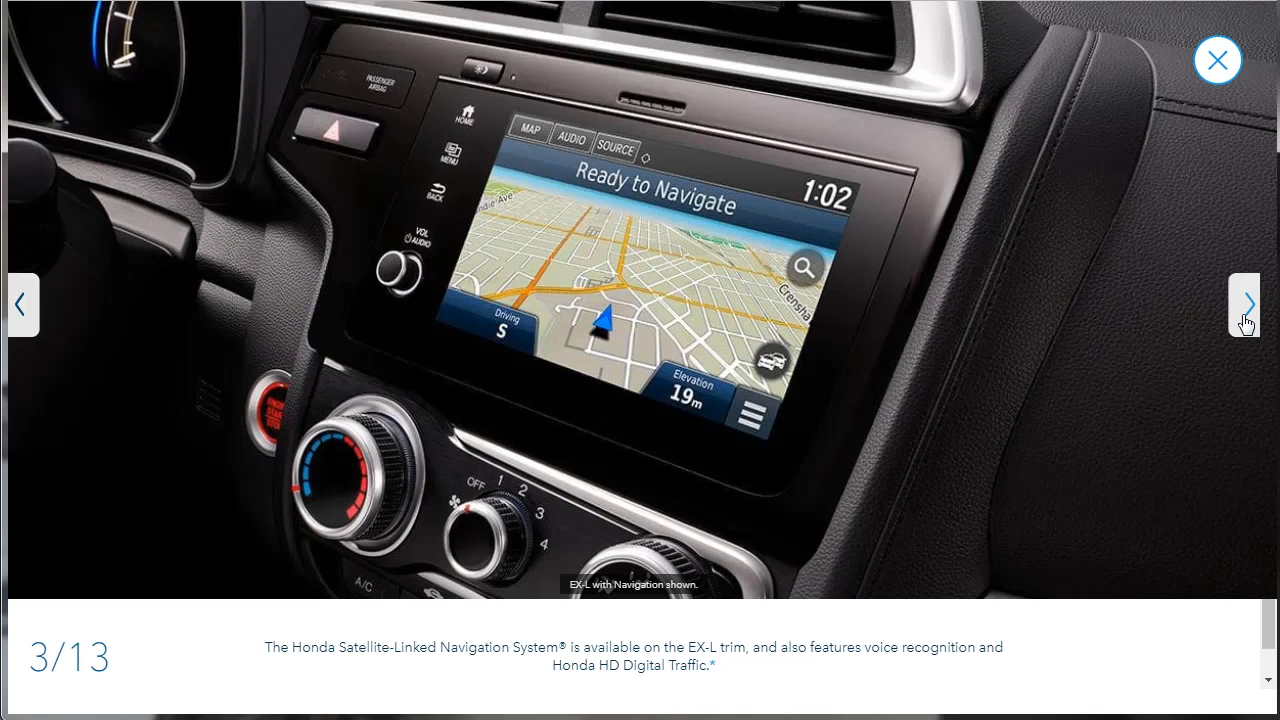 PASSENGER
AIRBAG
HOME
MENU
BACK
VOL
AUDIO
MAP
AUDIO
SOURCE
Ready to Navigate
1:02
ndie Ave
Crensha
Driving
S
Elevation
19m
OFF
1
2
3
4
A/C
EX-L with Navigation shown.
3/13
The Honda Satellite-Linked Navigation System® is available on the EX-L trim, and also features voice recognition and
Honda HD Digital Traffic.*